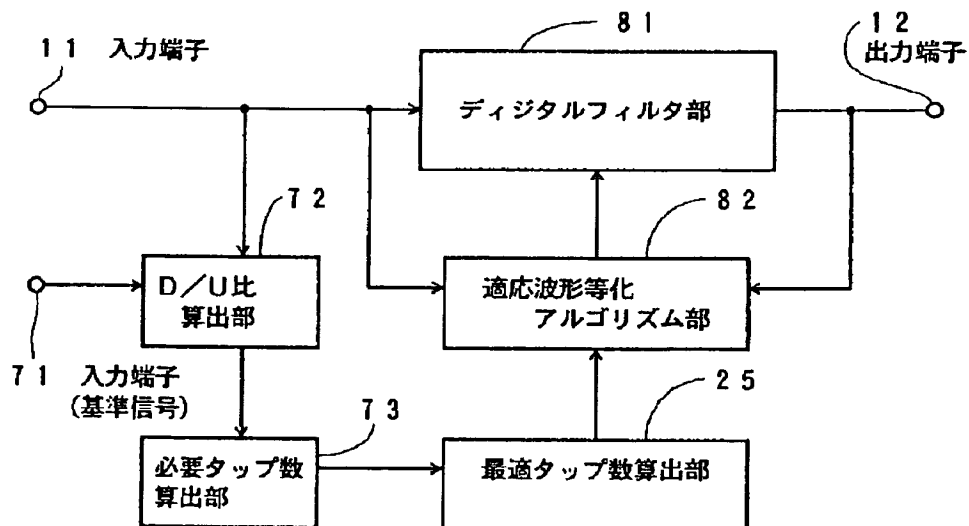 ８１
１１ 入力端子
１２
出力端子
ディジタルフィルタ部
７２
８２
Ｄ／Ｕ比
算出部
適応波形等化
アルゴリズム部
７１ 入力端子
(基準信号)
７３
２５
必要タップ数
算出部
最適タップ数算出部